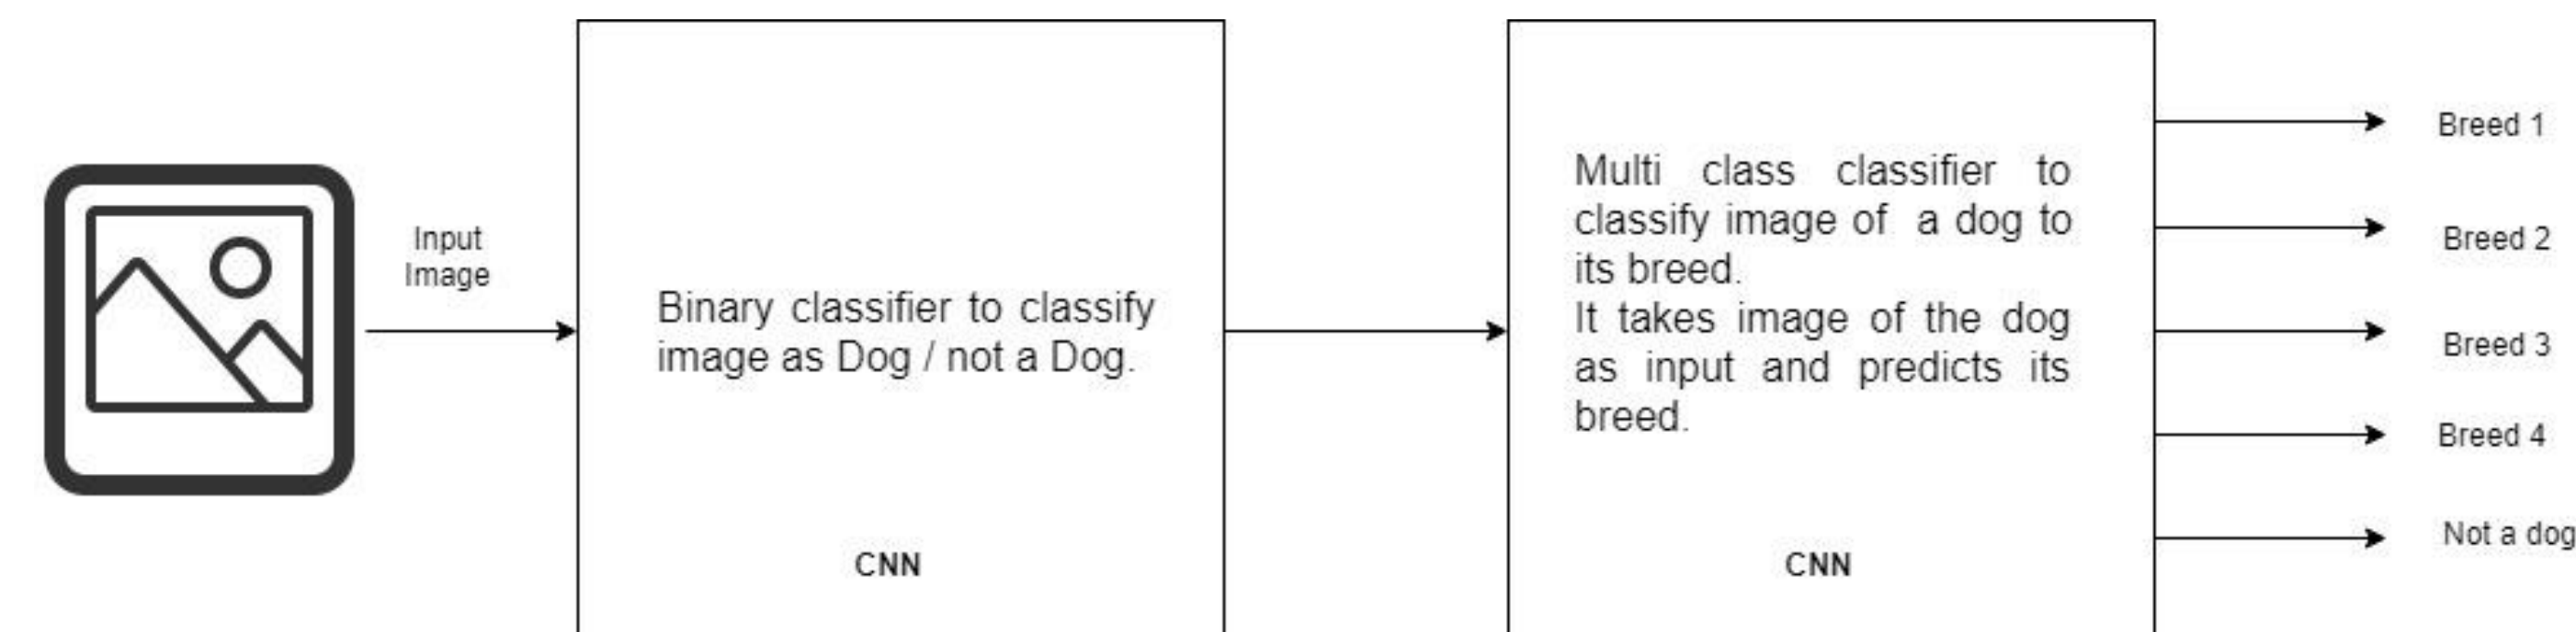 Input
Image
Binary classifier to classify
image as Dog / not a Dog.
CNN
Multi class classifier to
classify image of a dog to
its breed.
It takes image of the dog
as input and predicts its
breed.
CNN
Breed 1
Breed 2
Breed 3
Breed 4
Not a dog